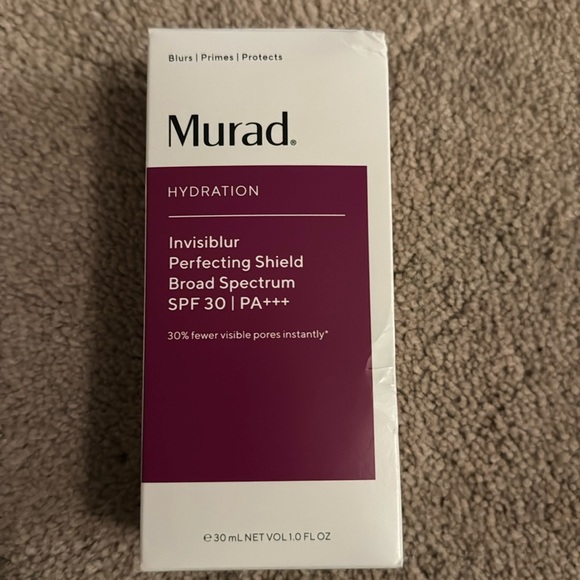 Blurs | Primes | Protects
Murad®
HYDRATION
Invisiblur
Perfecting Shield
Broad Spectrum
SPF 30 | PA+++
30% fewer visible pores instantly*
℮ 30 mL NET VOL 1.0 FL OZ